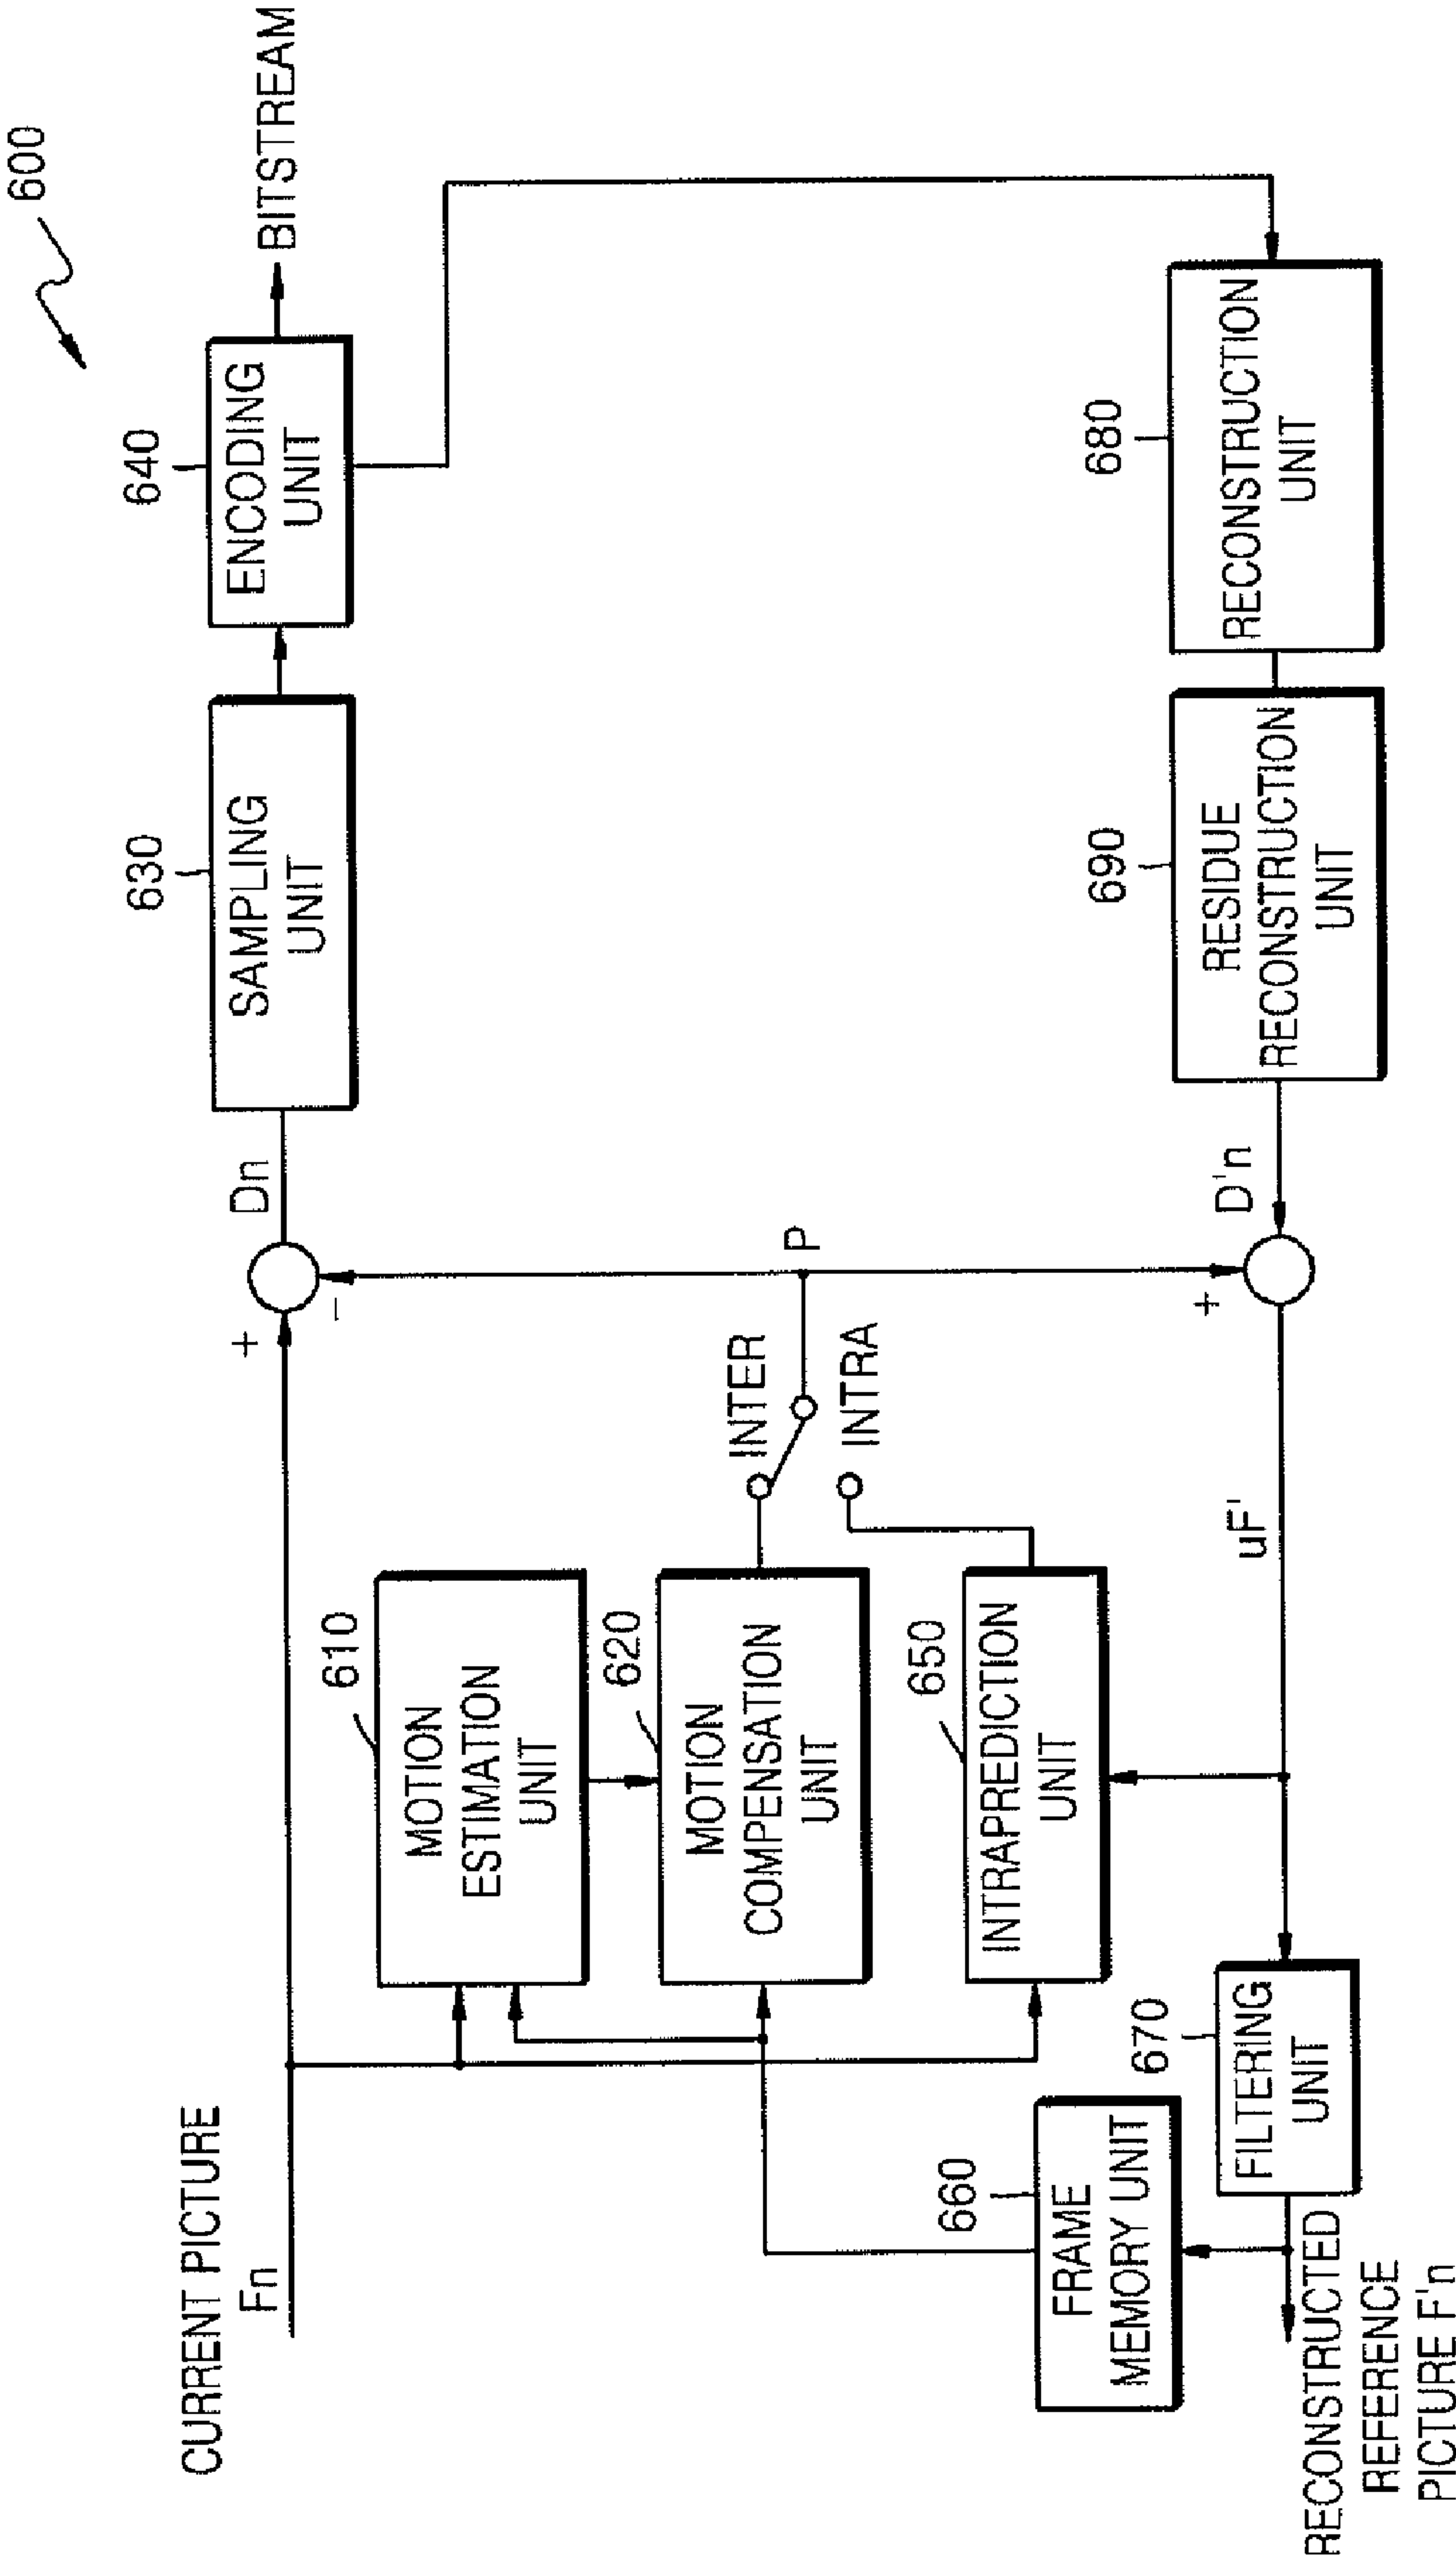 600
CURRENT PICTURE
Fn
+
-
Dn
630
SAMPLING
UNIT
640
ENCODING
UNIT
BITSTREAM
610
MOTION
ESTIMATION
UNIT
620
MOTION
COMPENSATION
UNIT
INTER
P
INTRA
650
INTRAPREDICTION
UNIT
660
FRAME
MEMORY UNIT
670
FILTERING
UNIT
uF'
+
D'n
690
RESIDUE
RECONSTRUCTION
UNIT
680
RECONSTRUCTION
UNIT
RECONSTRUCTED
REFERENCE
PICTURE F'n